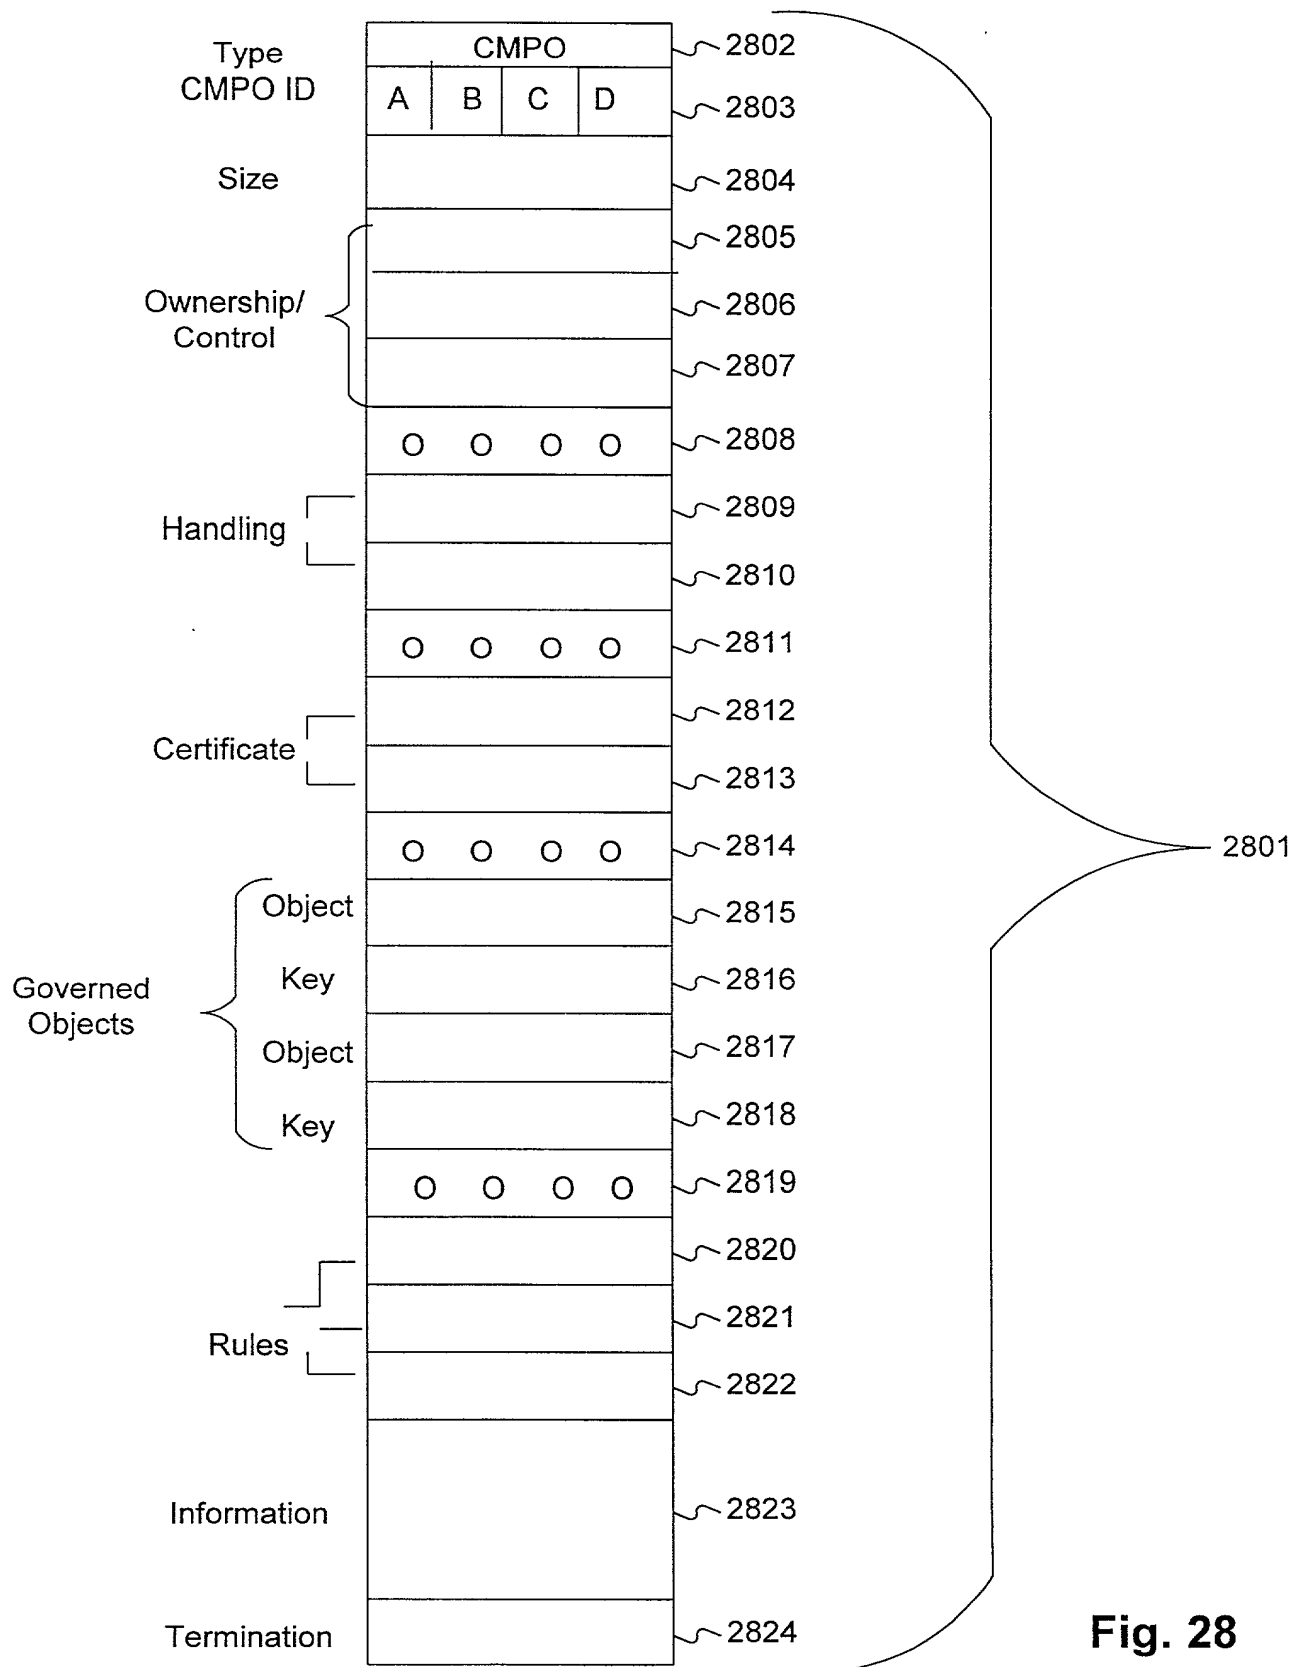 Type
CMPO
2802
CMPO ID
A B C D
2803
Size
2804
2805
Ownership/
Control
2806
2807
O O O O
2808
Handling
2809
2810
O O O O
2811
Certificate
2812
2813
O O O O
2814
Governed
Objects
Object
2815
Key
2816
Object
2817
Key
2818
O O O O
2819
2820
Rules
2821
2822
Information
2823
Termination
2824
2801
Fig. 28